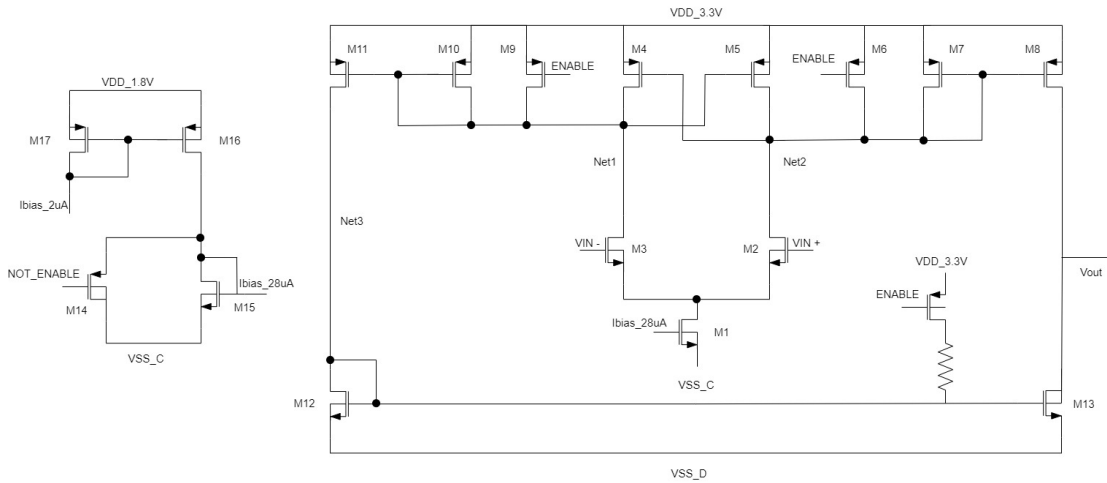 VDD_3.3V
M11
M10
M9
M4
M5
M6
M7
M8
ENABLE
ENABLE
VDD_1.8V
M17
M16
Ibias_2uA
Net1
Net2
Net3
VIN -
M3
M2
VIN +
NOT_ENABLE
Ibias_28uA
M14
M15
VDD_3.3V
Vout
ENABLE
Ibias_28uA
M1
VSS_C
VSS_C
M12
M13
VSS_D